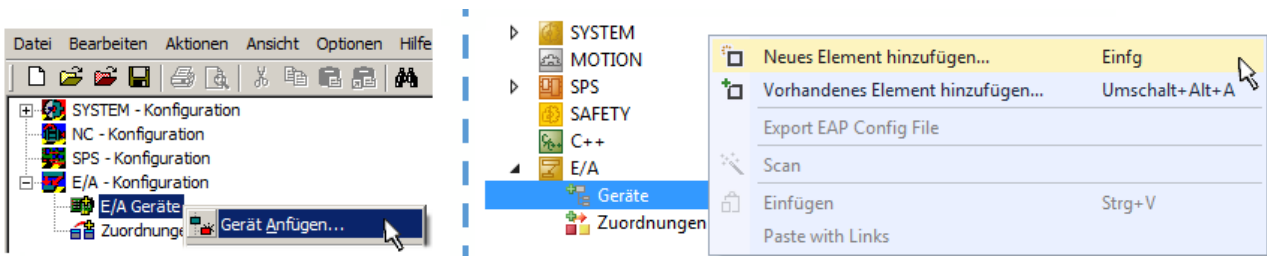 Datei Bearbeiten Aktionen Ansicht Optionen Hilfe
SYSTEM - Konfiguration
NC - Konfiguration
SPS - Konfiguration
E/A - Konfiguration
E/A Geräte
Zuordnunge
Gerät Anfügen...
SYSTEM
MOTION
SPS
SAFETY
C++
E/A
Geräte
Zuordnungen
Neues Element hinzufügen... Einfg
Vorhandenes Element hinzufügen... Umschalt+Alt+A
Export EAP Config File
Scan
Einfügen Strg+V
Paste with Links